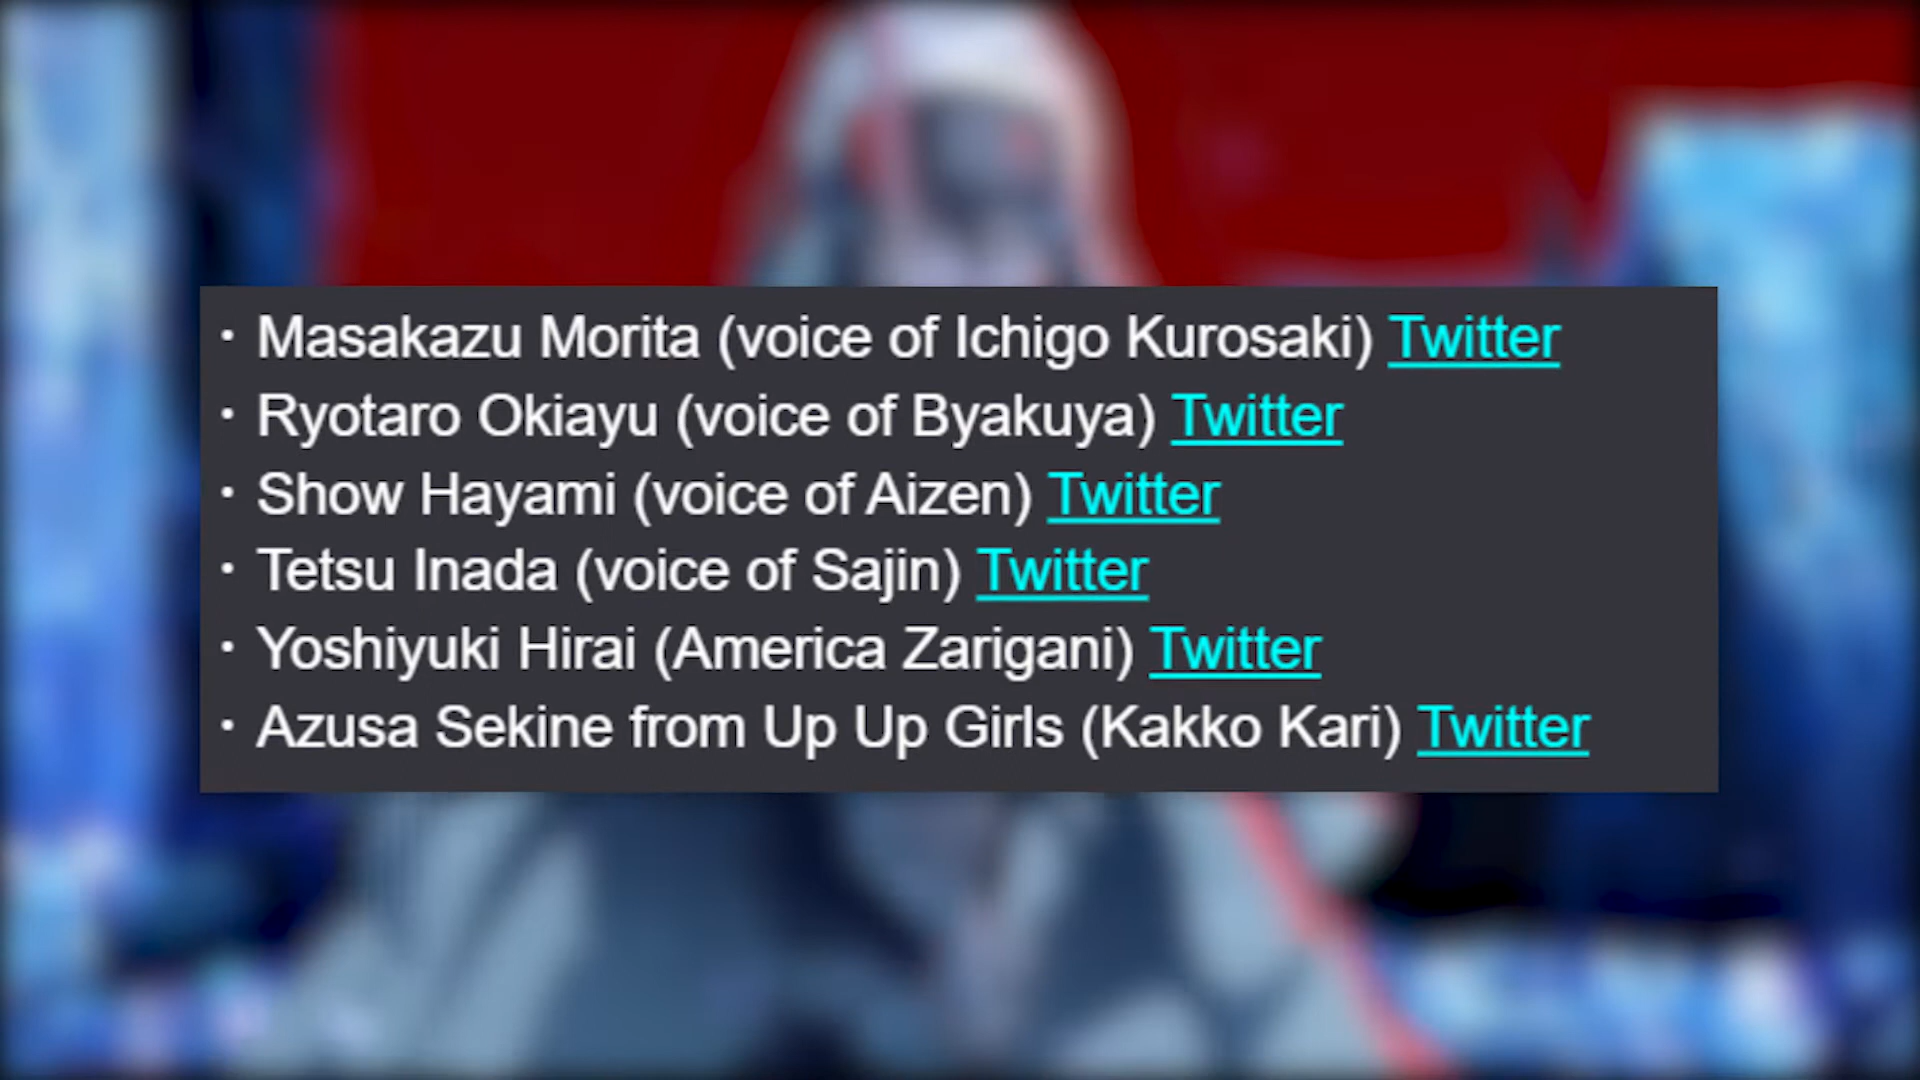 · Masakazu Morita (voice of Ichigo Kurosaki) Twitter
· Ryotaro Okiayu (voice of Byakuya) Twitter
· Show Hayami (voice of Aizen) Twitter
· Tetsu Inada (voice of Sajin) Twitter
· Yoshiyuki Hirai (America Zarigani) Twitter
· Azusa Sekine from Up Up Girls (Kakko Kari) Twitter